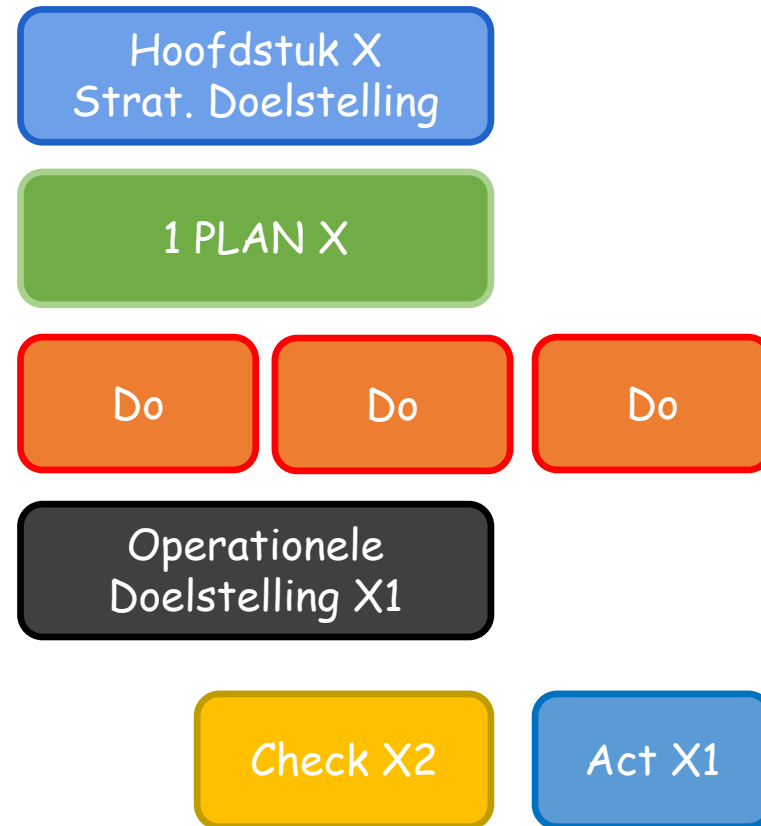 Hoofdstuk X
Strat. Doelstelling
1 PLAN X
Do
Do
Do
Operationele
Doelstelling X1
Check X2
Act X1